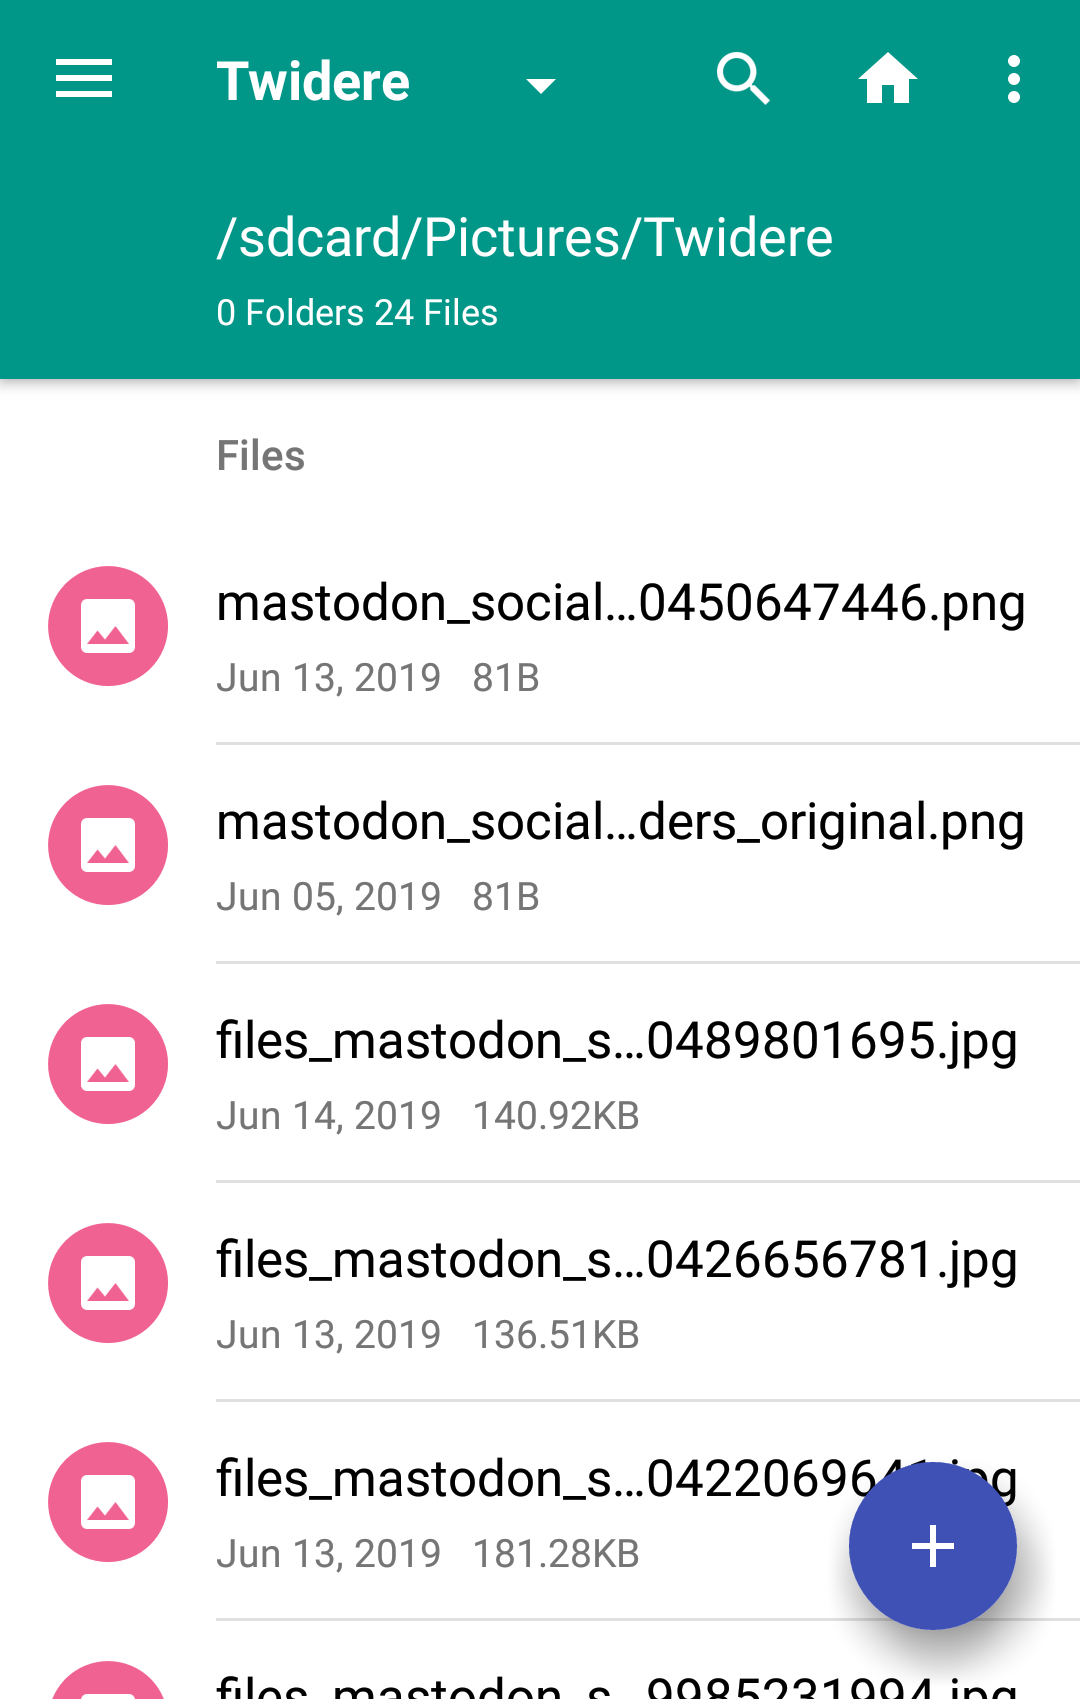 Twidere
/sdcard/Pictures/Twidere
0 Folders 24 Files
Files
mastodon_social...0450647446.png
Jun 13, 2019 81B
mastodon_social...ders_original.png
Jun 05, 2019 81B
files_mastodon_s...0489801695.jpg
Jun 14, 2019 140.92KB
files_mastodon_s...0426656781.jpg
Jun 13, 2019 136.51KB
files_mastodon_s...0422069641.jpg
Jun 13, 2019 181.28KB
files_mastodon_s...9985231994.jpg